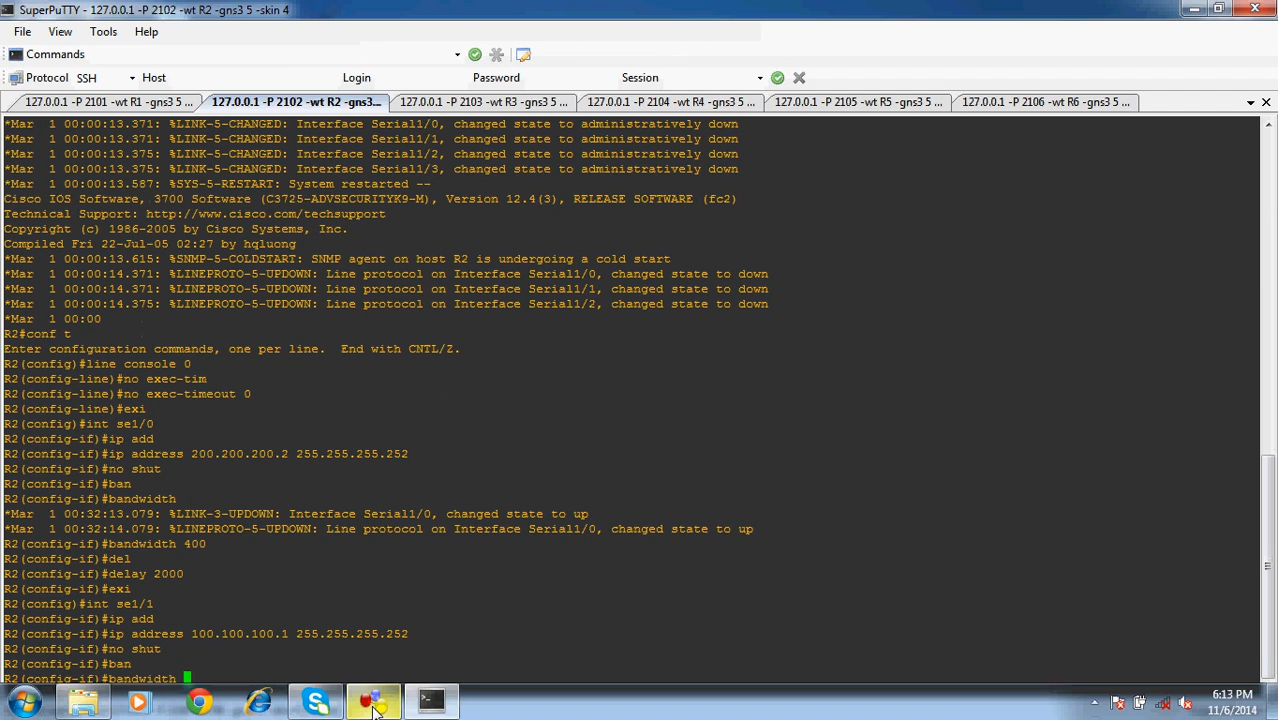 SuperPuTTY - 127.0.0.1 -P 2102 -wt R2 -gns3 5 -skin 4
File View Tools Help
Commands
Protocol SSH Host Login Password Session
127.0.0.1 -P 2101 -wt R1 -gns3 5 ... 127.0.0.1 -P 2102 -wt R2 -gns3... 127.0.0.1 -P 2103 -wt R3 -gns3 5 ... 127.0.0.1 -P 2104 -wt R4 -gns3 5 ... 127.0.0.1 -P 2105 -wt R5 -gns3 5 ... 127.0.0.1 -P 2106 -wt R6 -gns3 5 ...
*Mar  1 00:00:13.371: %LINK-5-CHANGED: Interface Serial1/0, changed state to administratively down
*Mar  1 00:00:13.371: %LINK-5-CHANGED: Interface Serial1/1, changed state to administratively down
*Mar  1 00:00:13.375: %LINK-5-CHANGED: Interface Serial1/2, changed state to administratively down
*Mar  1 00:00:13.375: %LINK-5-CHANGED: Interface Serial1/3, changed state to administratively down
*Mar  1 00:00:13.587: %SYS-5-RESTART: System restarted --
Cisco IOS Software, 3700 Software (C3725-ADVSECURITYK9-M), Version 12.4(3), RELEASE SOFTWARE (fc2)
Technical Support: http://www.cisco.com/techsupport
Copyright (c) 1986-2005 by Cisco Systems, Inc.
Compiled Fri 22-Jul-05 02:27 by hqluong
*Mar  1 00:00:13.615: %SNMP-5-COLDSTART: SNMP agent on host R2 is undergoing a cold start
*Mar  1 00:00:14.371: %LINEPROTO-5-UPDOWN: Line protocol on Interface Serial1/0, changed state to down
*Mar  1 00:00:14.371: %LINEPROTO-5-UPDOWN: Line protocol on Interface Serial1/1, changed state to down
*Mar  1 00:00:14.375: %LINEPROTO-5-UPDOWN: Line protocol on Interface Serial1/2, changed state to down
*Mar  1 00:00
R2#conf t
Enter configuration commands, one per line.  End with CNTL/Z.
R2(config)#line console 0
R2(config-line)#no exec-tim
R2(config-line)#no exec-timeout 0
R2(config-line)#exi
R2(config)#int se1/0
R2(config-if)#ip add
R2(config-if)#ip address 200.200.200.2 255.255.255.252
R2(config-if)#no shut
R2(config-if)#ban
R2(config-if)#bandwidth
*Mar  1 00:32:13.079: %LINK-3-UPDOWN: Interface Serial1/0, changed state to up
*Mar  1 00:32:14.079: %LINEPROTO-5-UPDOWN: Line protocol on Interface Serial1/0, changed state to up
R2(config-if)#bandwidth 400
R2(config-if)#del
R2(config-if)#delay 2000
R2(config-if)#exi
R2(config)#int se1/1
R2(config-if)#ip add
R2(config-if)#ip address 100.100.100.1 255.255.255.252
R2(config-if)#no shut
R2(config-if)#ban
R2(config-if)#bandwidth
6:13 PM
11/6/2014